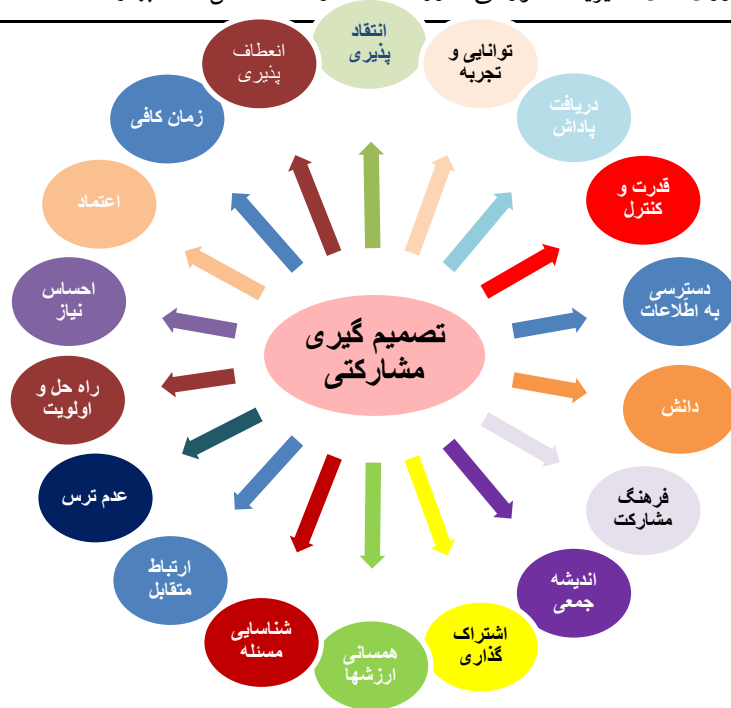 تصمیم گیری
مشارکتی
انتقاد
پذیری
توانایی و
تجربه
دریافت
پاداش
قدرت و
کنترل
دسترسی
به اطّلاعات
دانش
فرهنگ
مشارکت
اندیشه
جمعی
اشتراک
گذاری
همسانی
ارزشها
شناسایی
مسئله
ارتباط
متقابل
عدم ترس
راه حل و
اولویت
احساس
نیاز
اعتماد
زمان کافی
انعطاف
پذیری